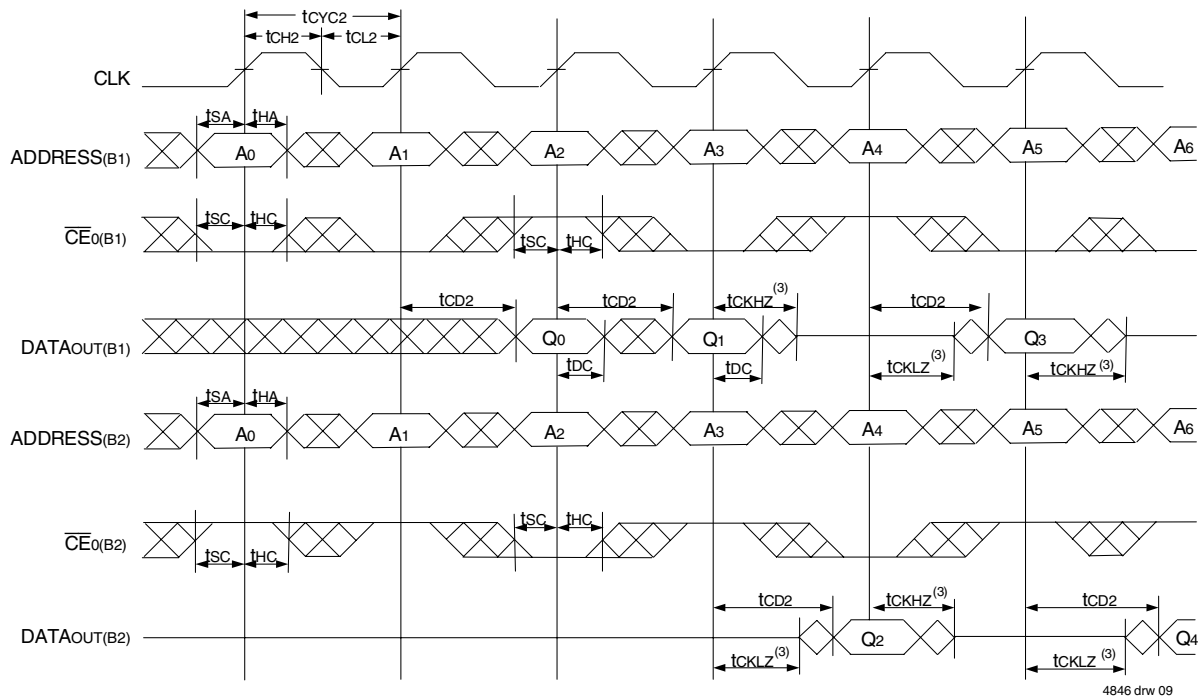 tCYC2
tCH2 tCL2
CLK
tSA tHA
ADDRESS(B1) A0 A1 A2 A3 A4 A5 A6
tSC tHC
CE0(B1)
tSC tHC
tCD2 tCD2 tCKHZ(3) tCD2
DATAOUT(B1) Q0 Q1 Q3
tDC tDC tCKLZ(3) tCKHZ(3)
tSA tHA
ADDRESS(B2) A0 A1 A2 A3 A4 A5 A6
tSC tHC
CE0(B2)
tSC tHC
tCD2 tCKHZ(3) tCD2
DATAOUT(B2) Q2 Q4
tCKLZ(3) tCKLZ(3)
4846 drw 09